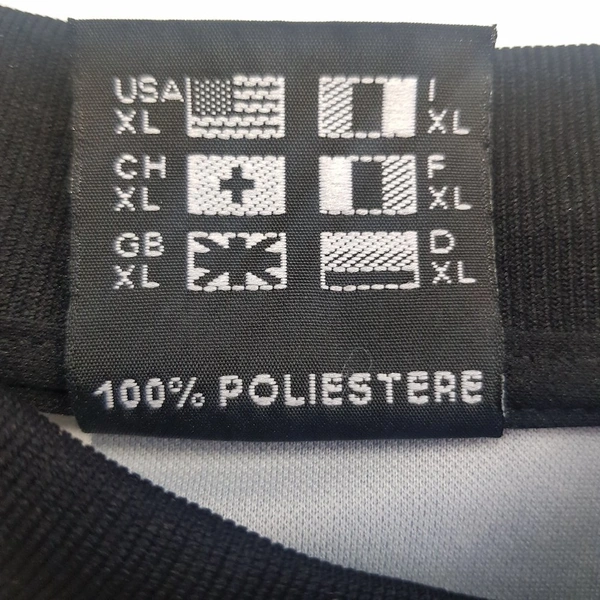 USA I
XL XL
CH F
XL XL
GB D
XL XL
100% POLIESTERE